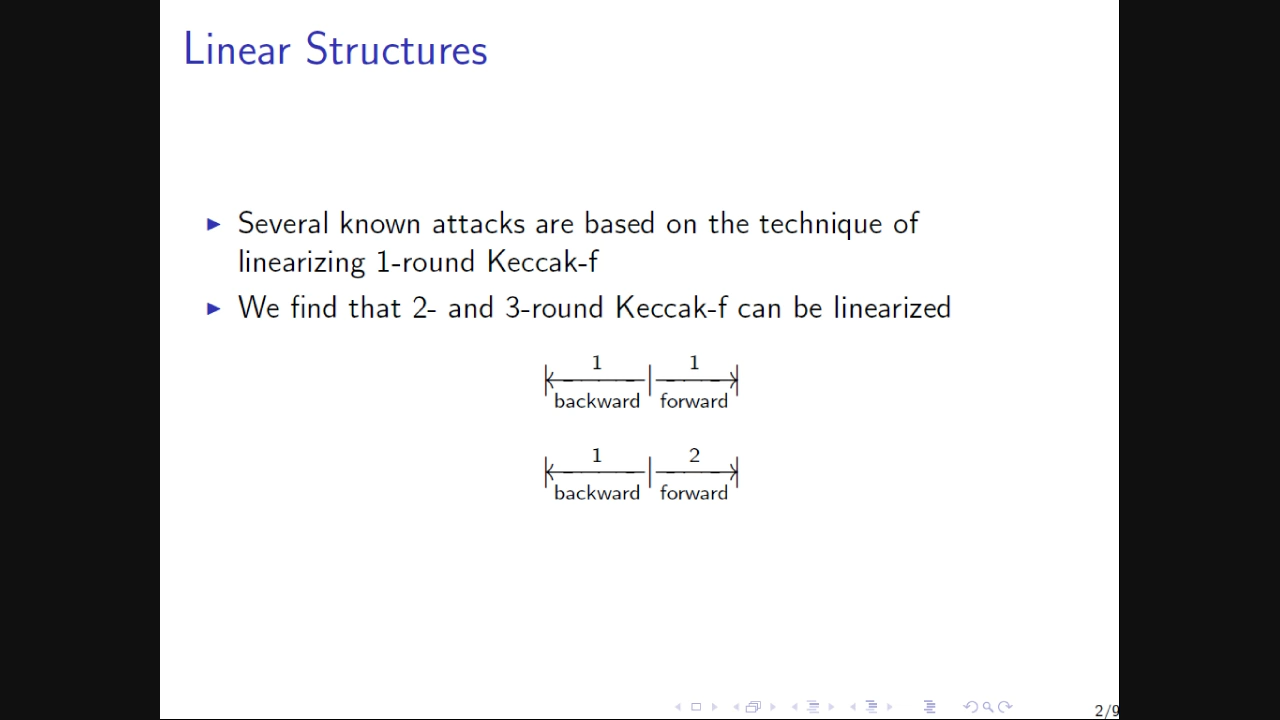 Linear Structures
Several known attacks are based on the technique of
linearizing 1-round Keccak-f
We find that 2- and 3-round Keccak-f can be linearized
1 1
backward forward
1 2
backward forward
2/9